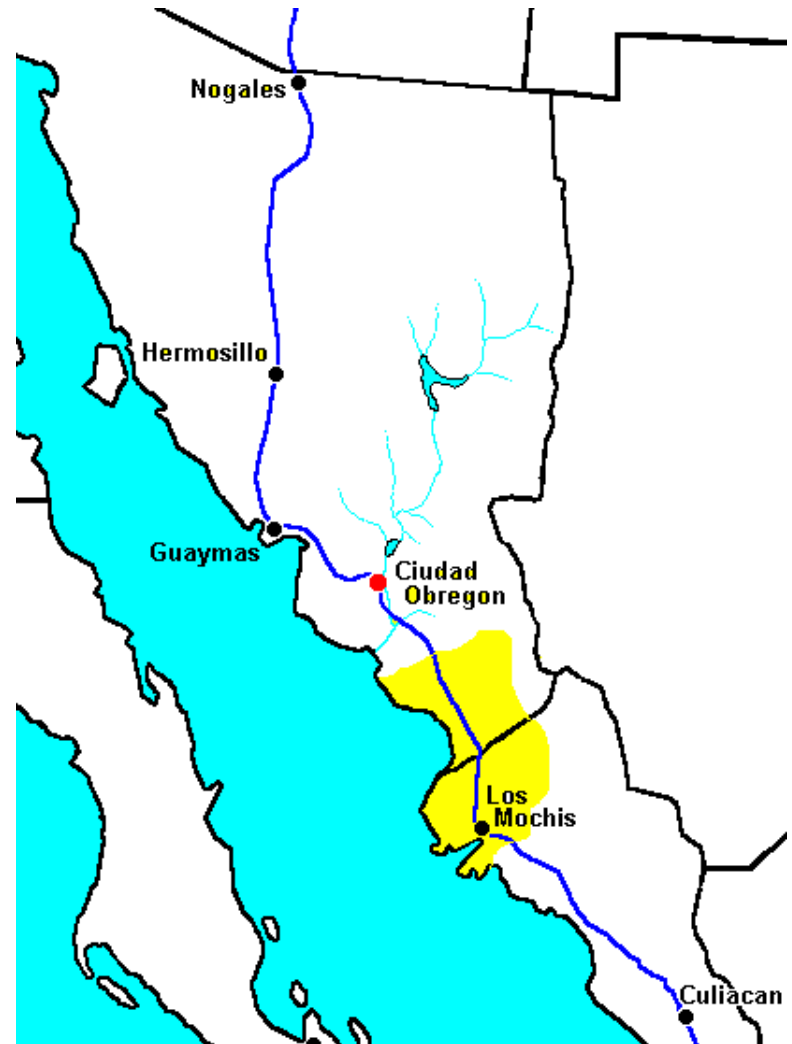 Nogales
Hermosillo
Guaymas
Ciudad
Obregon
Los
Mochis
Culiacan